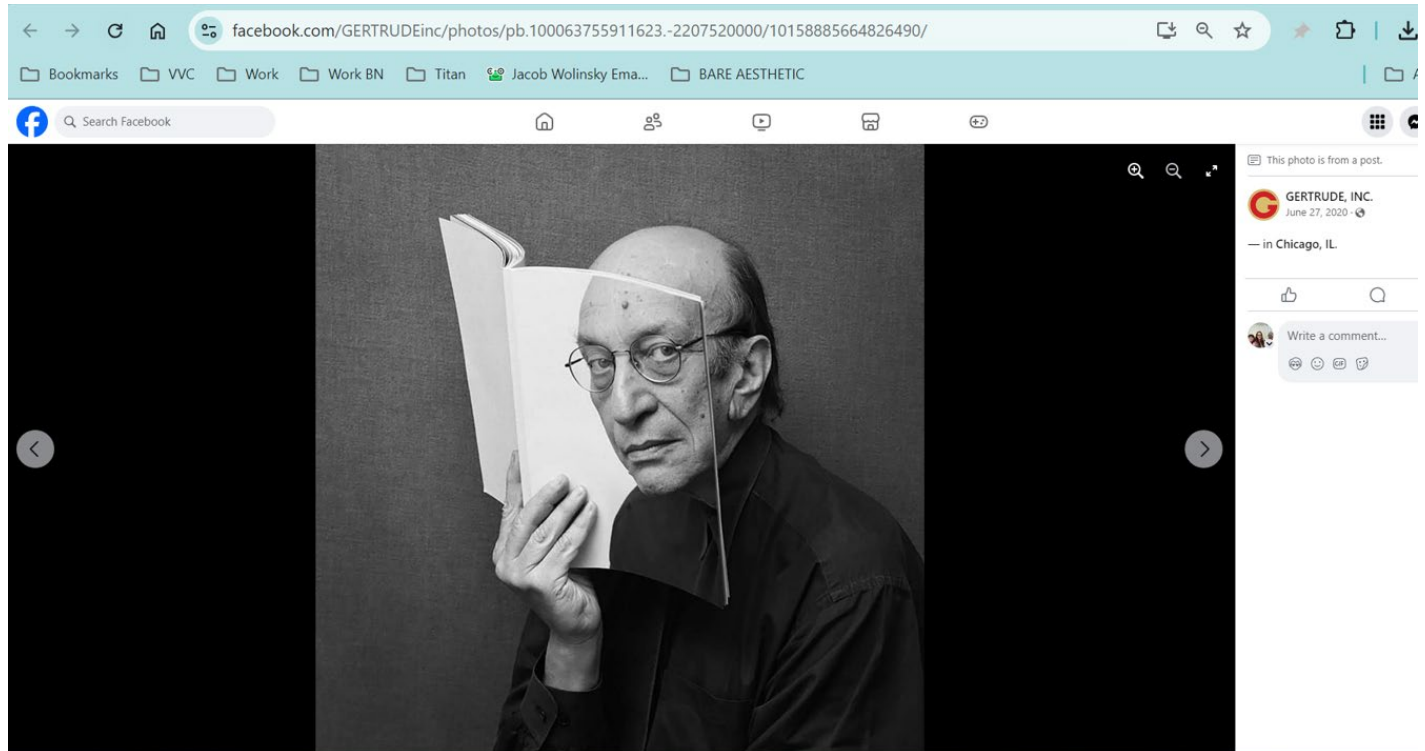 facebook.com/GERTRUDEinc/photos/pb.100063755911623.-2207520000/10158885664826490/
Bookmarks VVC Work Work BN Titan Jacob Wolinsky Ema... BARE AESTHETIC
Search Facebook
This photo is from a post.
GERTRUDE, INC.
June 27, 2020 ·
— in Chicago, IL.
Write a comment...
GIF